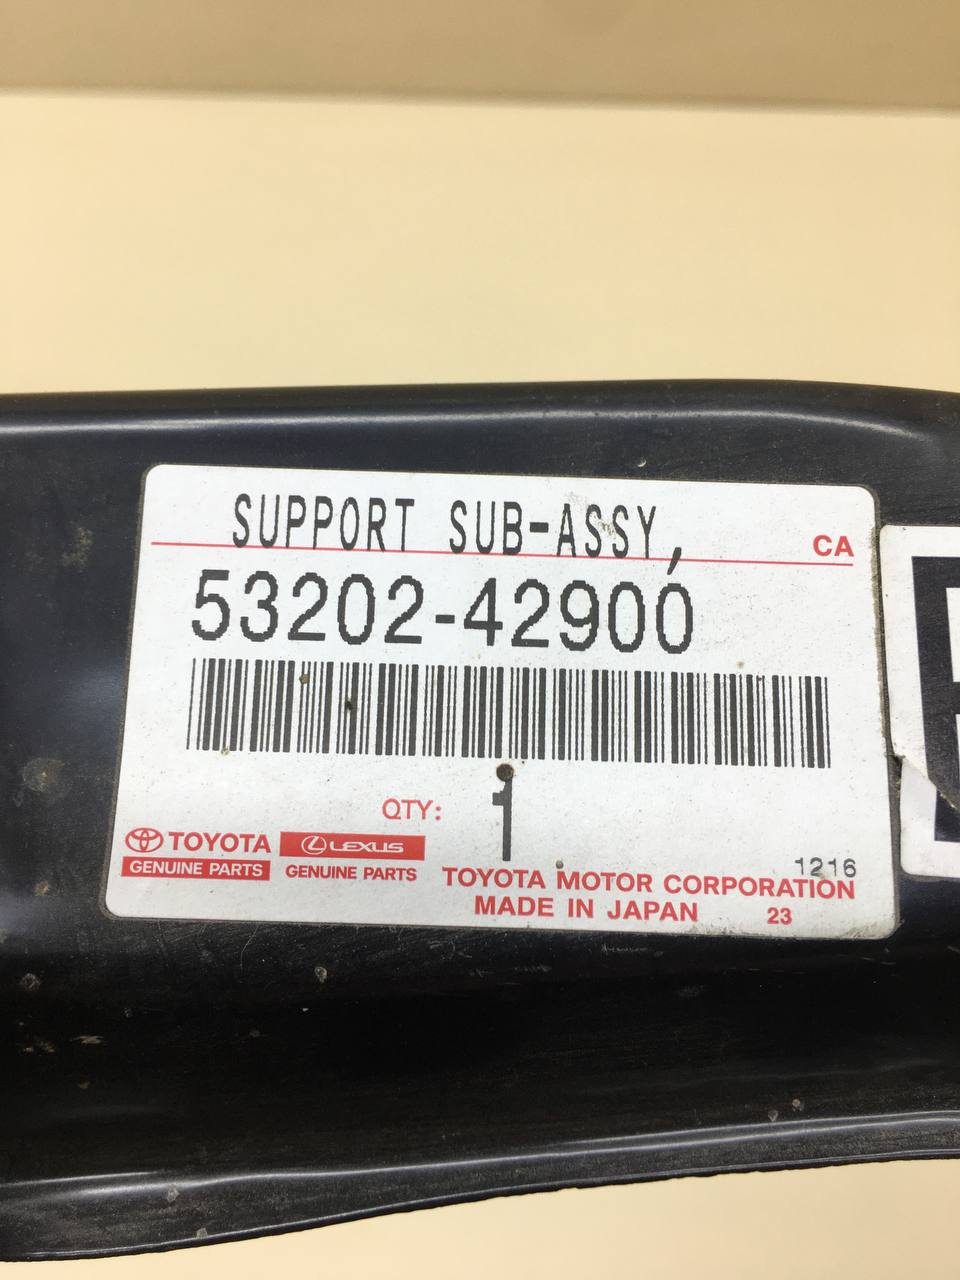 SUPPORT SUB-ASSY,
CA
53202-42900
QTY: 1
TOYOTA
GENUINE PARTS
LEXUS
GENUINE PARTS
1216
TOYOTA MOTOR CORPORATION
MADE IN JAPAN 23